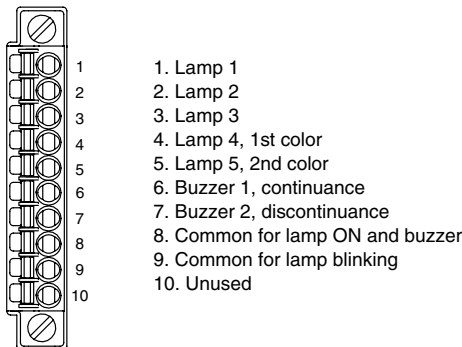 1
2
3
4
5
6
7
8
9
10
1. Lamp 1
2. Lamp 2
3. Lamp 3
4. Lamp 4, 1st color
5. Lamp 5, 2nd color
6. Buzzer 1, continuance
7. Buzzer 2, discontinuance
8. Common for lamp ON and buzzer
9. Common for lamp blinking
10. Unused